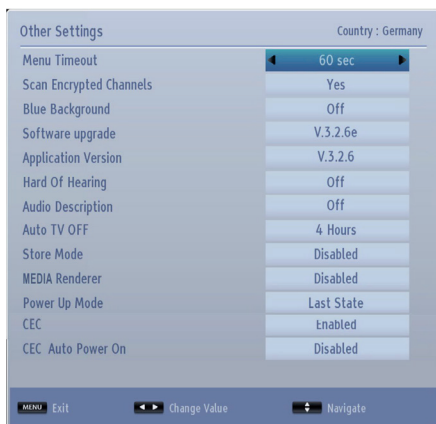 Other Settings Country : Germany
Menu Timeout 60 sec
Scan Encrypted Channels Yes
Blue Background Off
Software upgrade V.3.2.6e
Application Version V.3.2.6
Hard Of Hearing Off
Audio Description Off
Auto TV OFF 4 Hours
Store Mode Disabled
MEDIA Renderer Disabled
Power Up Mode Last State
CEC Enabled
CEC Auto Power On Disabled
MENU Exit Change Value Navigate